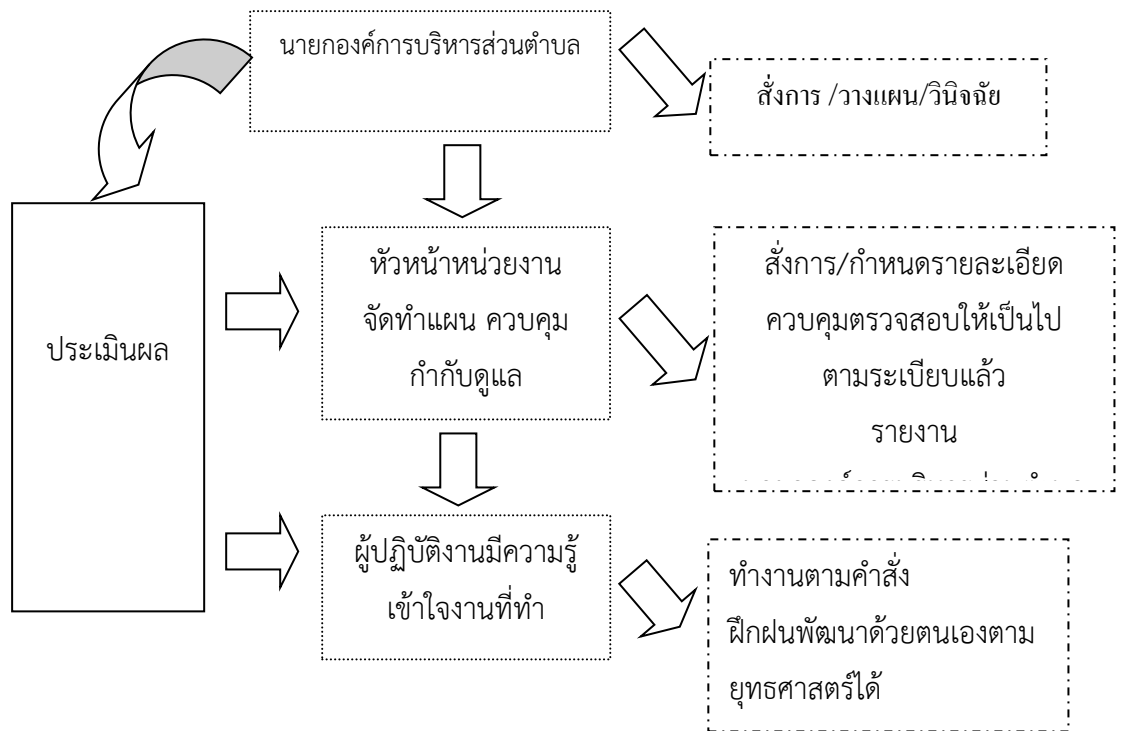 นายกองค์การบริหารส่วนตำบล
สั่งการ /วางแผน/วินิจฉัย
ประเมินผล
หัวหน้าหน่วยงาน
จัดทำแผน ควบคุม
กำกับดูแล
สั่งการ/กำหนดรายละเอียด
ควบคุมตรวจสอบให้เป็นไป
ตามระเบียบแล้ว
รายงาน
ผู้ปฏิบัติงานมีความรู้
เข้าใจงานที่ทำ
ทำงานตามคำสั่ง
ฝึกฝนพัฒนาด้วยตนเองตาม
ยุทธศาสตร์ได้